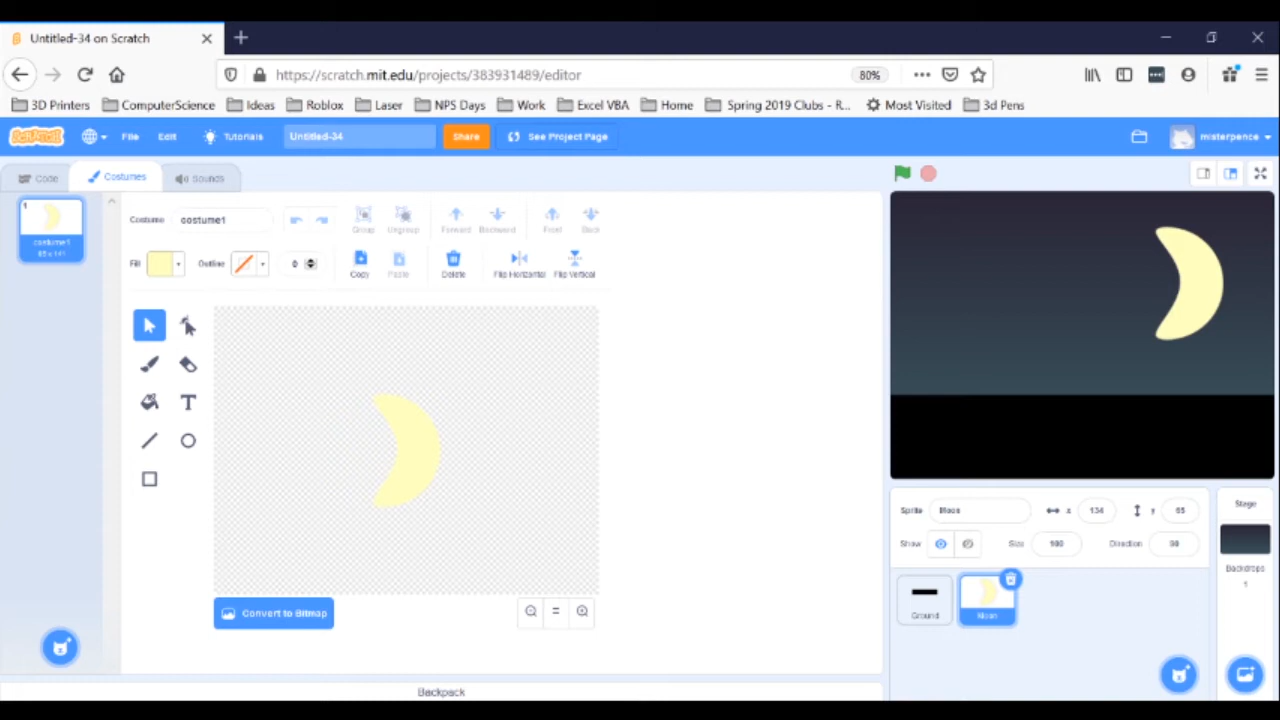 Untitled-34 on Scratch
https://scratch.mit.edu/projects/383931489/editor
80%
3D Printers
ComputerScience
Ideas
Roblox
Laser
NPS Days
Work
Excel VBA
Home
Spring 2019 Clubs - R...
Most Visited
3d Pens
SCRATCH
File
Edit
Tutorials
Untitled-34
Share
See Project Page
misterpence
Code
Costumes
Sounds
1
costume1
Costume
costume1
Group
Ungroup
Forward
Backward
Front
Back
Fill
Outline
0
Copy
Paste
Delete
Flip Horizontal
Flip Vertical
T
Convert to Bitmap
=
Sprite
Moon
x
134
y
65
Show
Size
100
Direction
90
Ground
Moon
Stage
Backdrops
1
Backpack